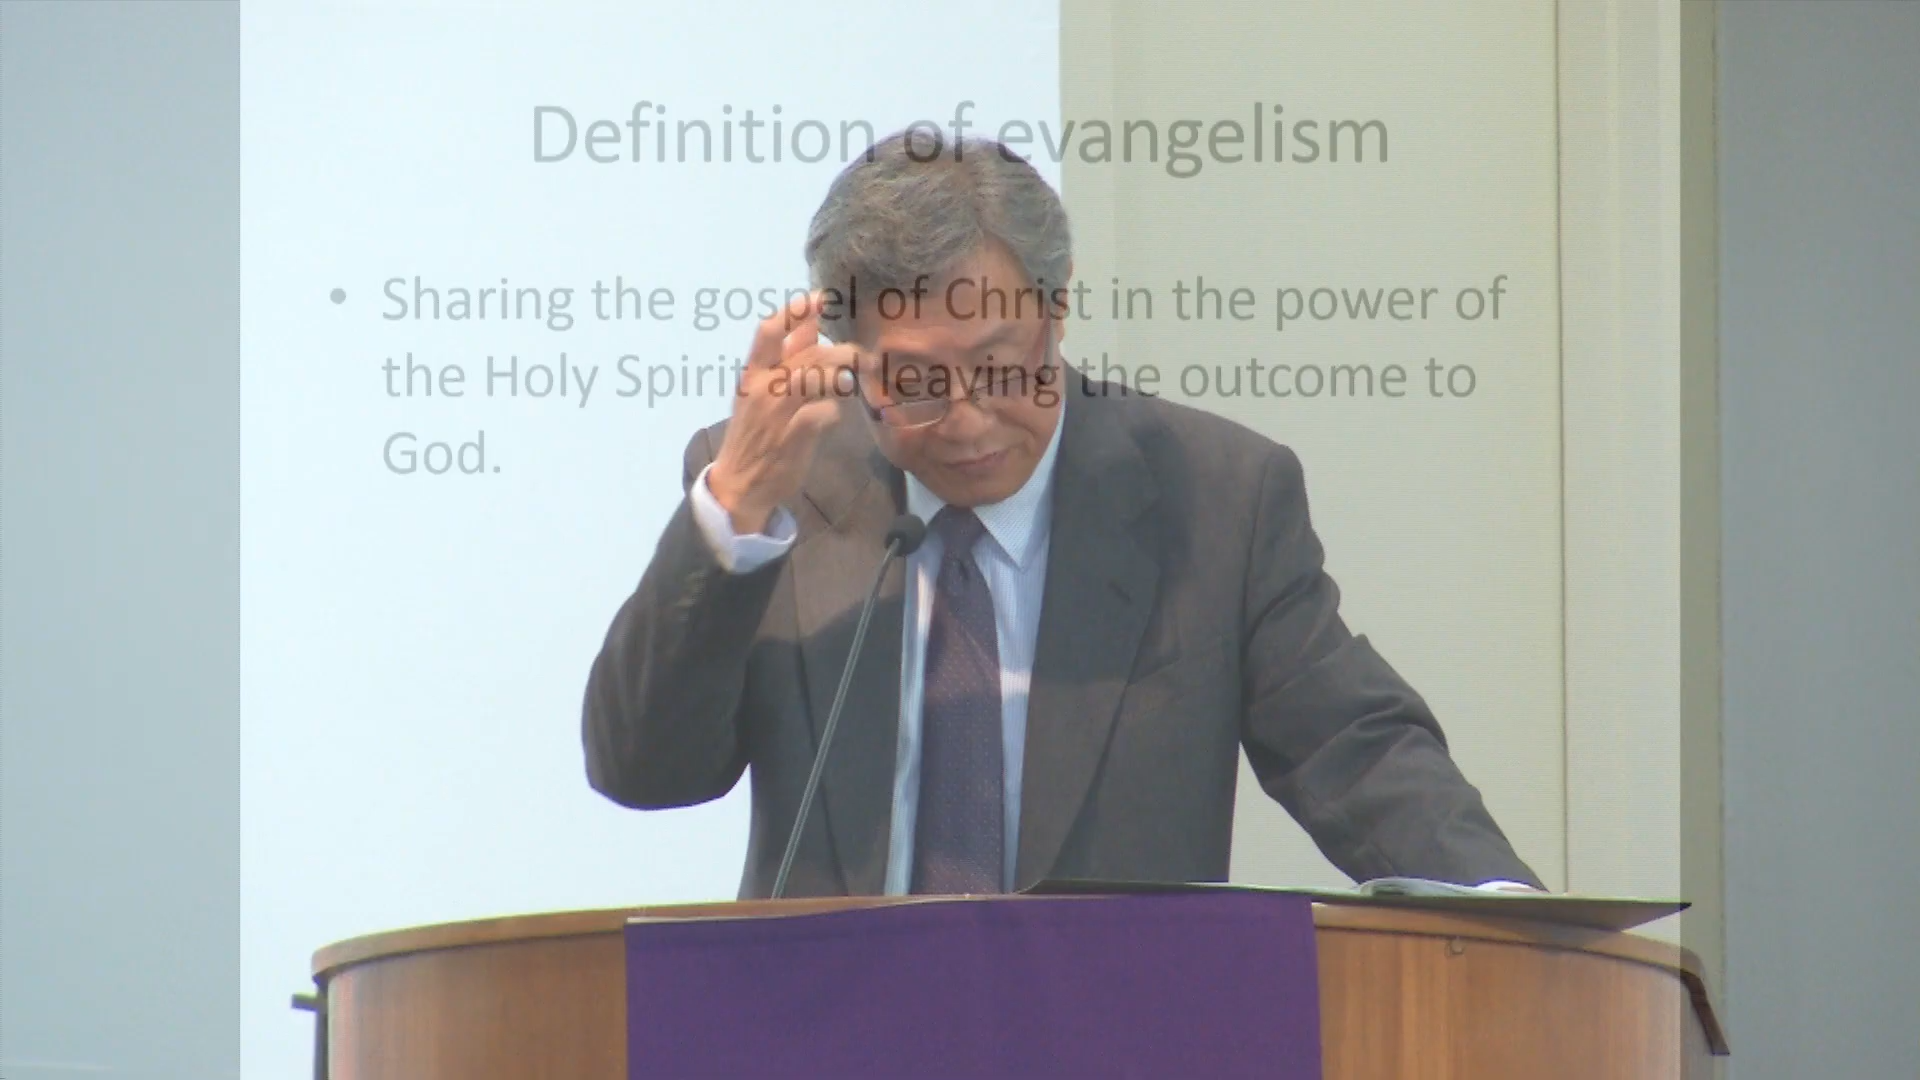 Definition of evangelism
• Sharing the gospel of Christ in the power of
the Holy Spirit and leaving the outcome to
God.